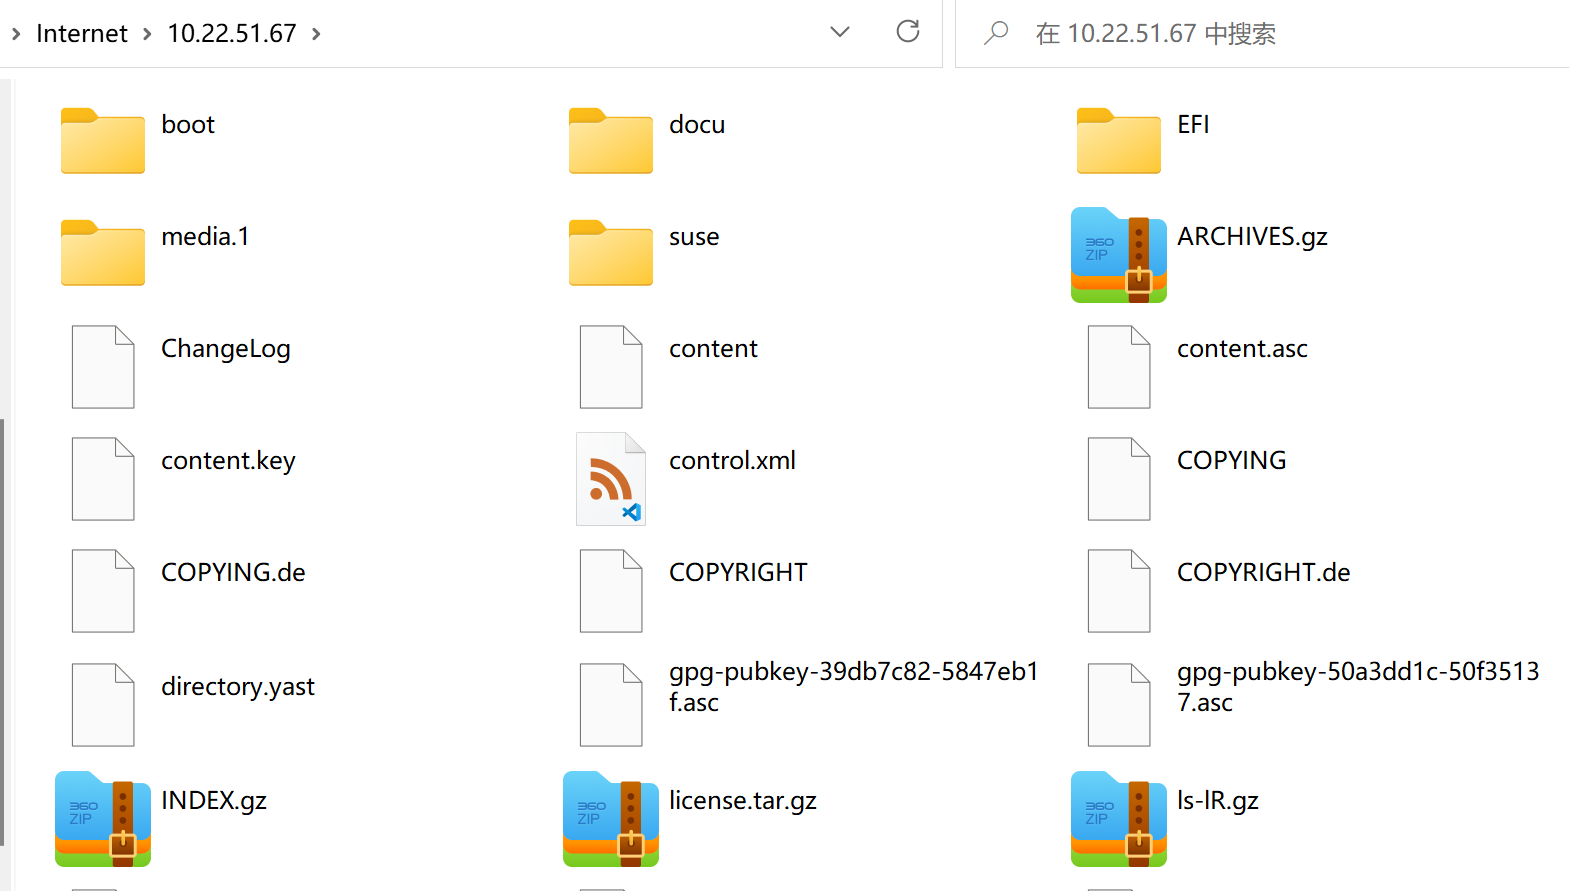 Internet > 10.22.51.67 >
在 10.22.51.67 中搜索
boot
docu
EFI
media.1
suse
360
ZIP
ARCHIVES.gz
ChangeLog
content
content.asc
content.key
control.xml
COPYING
COPYING.de
COPYRIGHT
COPYRIGHT.de
directory.yast
gpg-pubkey-39db7c82-5847eb1
f.asc
gpg-pubkey-50a3dd1c-50f3513
7.asc
360
ZIP
INDEX.gz
360
ZIP
license.tar.gz
360
ZIP
ls-lR.gz